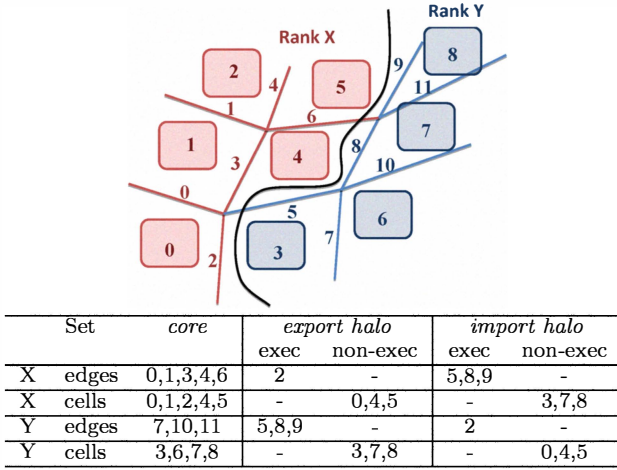 Rank Y
Rank X
8
9
2
4
5
11
1
6
7
1
8
3
4
10
0
5
6
0
2
3
7
Set core export halo import halo
exec non-exec exec non-exec
X edges 0,1,3,4,6 2 - 5,8,9 -
X cells 0,1,2,4,5 - 0,4,5 - 3,7,8
Y edges 7,10,11 5,8,9 - 2 -
Y cells 3,6,7,8 - 3,7,8 - 0,4,5